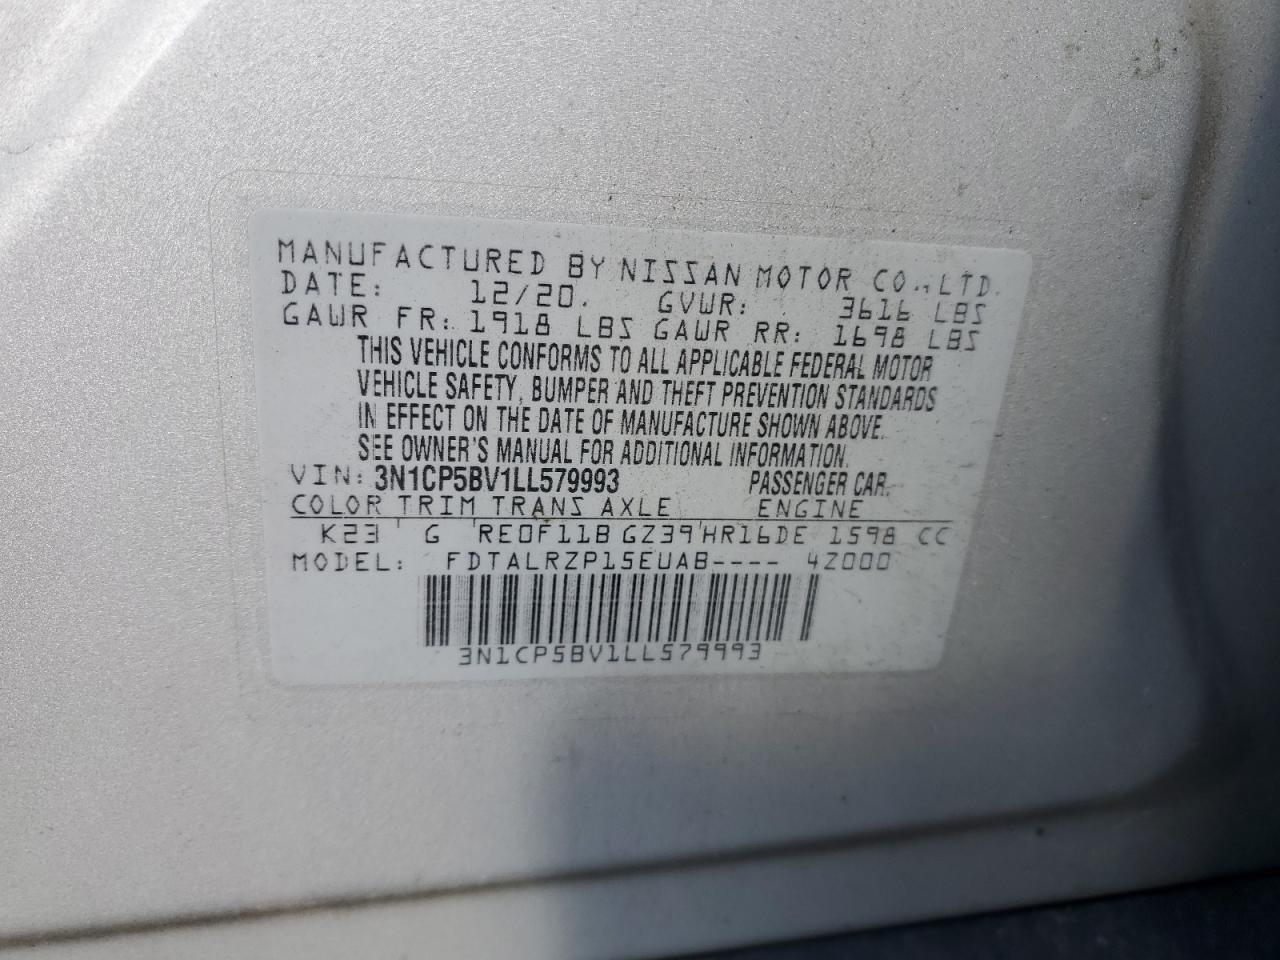 MANUFACTURED BY NISSAN MOTOR CO., LTD.
DATE: 12/20. GVWR: 3616 LBS
GAWR FR: 1918 LBS GAWR RR: 1698 LBS
THIS VEHICLE CONFORMS TO ALL APPLICABLE FEDERAL MOTOR
VEHICLE SAFETY, BUMPER AND THEFT PREVENTION STANDARDS
IN EFFECT ON THE DATE OF MANUFACTURE SHOWN ABOVE.
SEE OWNER'S MANUAL FOR ADDITIONAL INFORMATION.
VIN: 3N1CP5BV1LL579993 PASSENGER CAR.
COLOR TRIM TRANS AXLE ENGINE
K23 G RE0F11B GZ39 HR16DE 1598 CC
MODEL: FDTALRZP15EUAB---- 4Z000
3N1CP5BV1LL579993